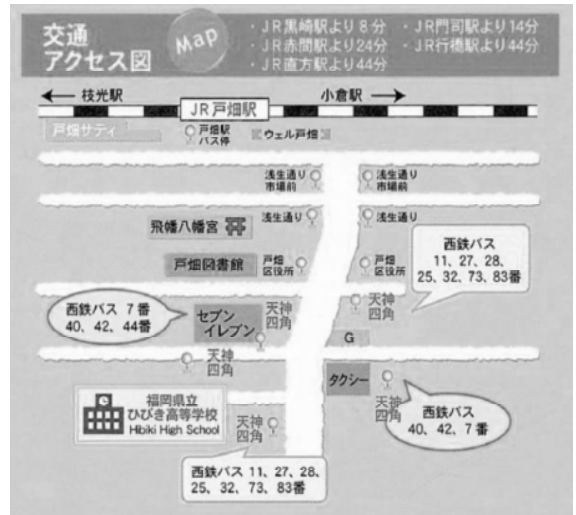 交通
アクセス図
Map
・JR黒崎駅より8分
・JR門司駅より14分
・JR赤間駅より24分
・JR行橋駅より44分
・JR直方駅より44分
← 枝光駅
小倉駅 →
JR戸畑駅
戸畑サティ
戸畑駅
バス停
ウェル戸畑
浅生通り
市場前
浅生通り
市場前
飛幡八幡宮
浅生通り
浅生通り
戸畑図書館
戸畑
区役所
戸畑
区役所
西鉄バス
11、27、28、
25、32、73、83番
西鉄バス 7番
40、42、44番
セブン
イレブン
天神
四角
天神
四角
G
天神
四角
タクシー
天神
四角
西鉄バス
40、42、7番
福岡県立
ひびき高等学校
Hibiki High School
天神
四角
西鉄バス 11、27、28、
25、32、73、83番